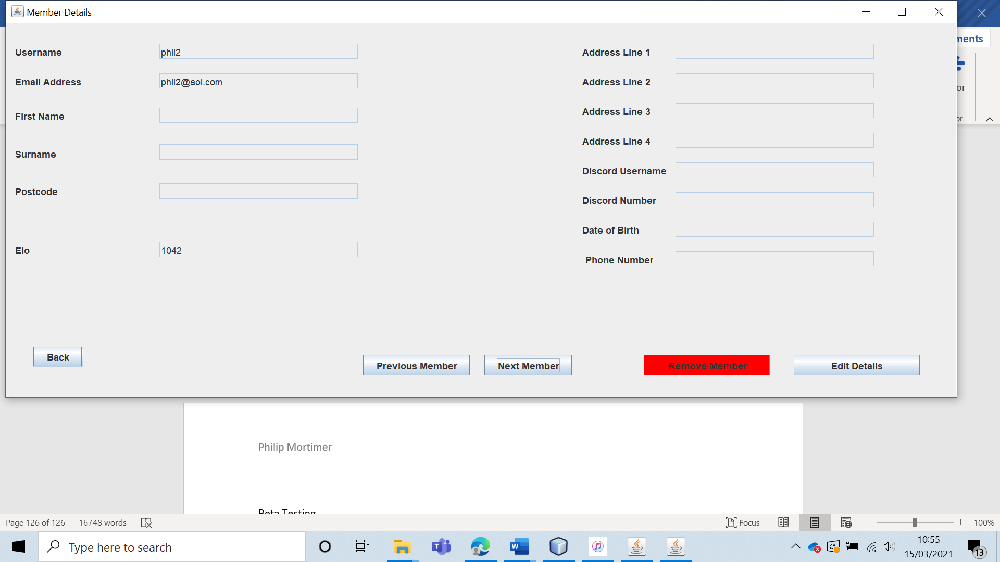 Member Details
Username
phil2
Email Address
phil2@aol.com
First Name
Surname
Postcode
Elo
1042
Address Line 1
Address Line 2
Address Line 3
Address Line 4
Discord Username
Discord Number
Date of Birth
Phone Number
Back
Previous Member
Next Member
Remove Member
Edit Details
Philip Mortimer
Beta Testing
Page 126 of 126
16748 words
Focus
100%
Type here to search
10:55
15/03/2021
13